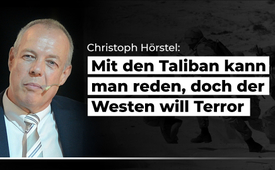 Christoph Hörstel:
Mit den Taliban kann
man reden, doch der
Westen will Terror